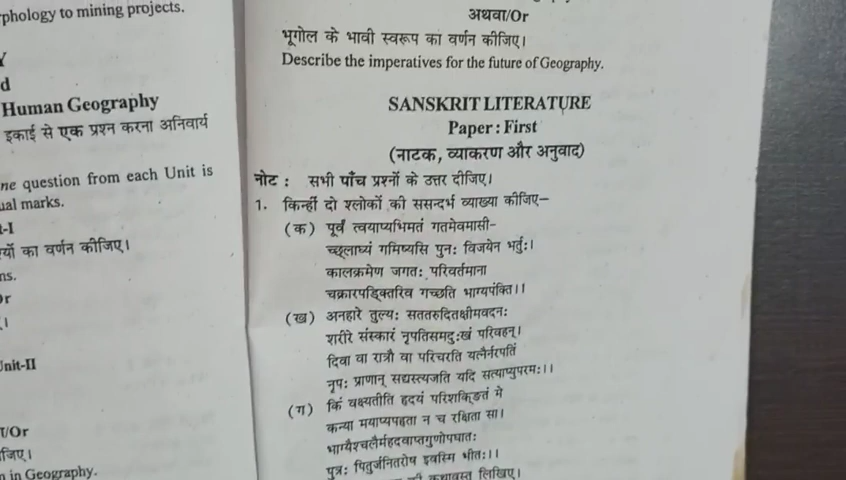 phology to mining projects.
Y
d
Human Geography
इकाई से एक प्रश्न करना अनिवार्य
ne question from each Unit is
ual marks.
t-I
र्यों का वर्णन कीजिए।
ns.
Or
Unit-II
T/Or
जिए।
in Geography.
अथवा/Or
भूगोल के भावी स्वरूप का वर्णन कीजिए।
Describe the imperatives for the future of Geography.
SANSKRIT LITERATURE
Paper : First
(नाटक, व्याकरण और अनुवाद)
नोट : सभी पाँच प्रश्नों के उत्तर दीजिए।
1. किन्हीं दो श्लोकों की ससन्दर्भ व्याख्या कीजिए–
(क) पूर्वं त्वयाप्यभिमतं गतमेवमासी-
च्छ्लाघ्यं गमिष्यसि पुनः विजयेन भर्तुः।
कालक्रमेण जगतः परिवर्तमाना
चक्रारपङ्क्तिरिव गच्छति भाग्यपंक्ति।।
(ख) अनहारे तुल्यः सततरुदितक्षीमवदनः
शरीरे संस्कारं नृपतिसमदुःखं परिवहन्।
दिवा वा रात्रौ वा परिचरति यत्नैर्नरपतिं
नृपः प्राणान् सद्यस्त्यजति यदि सत्याप्युपरमः।।
(ग) किं वक्ष्यतीति हृदयं परिशङ्कितं मे
कन्या मयाप्यपहृता न च रक्षिता सा।
भाग्यैश्चलैर्महदवाप्तगुणोपघातः
पुत्रः पितुर्जनितरोष इवस्मि भीतः।।
की कथावस्तु लिखिए।